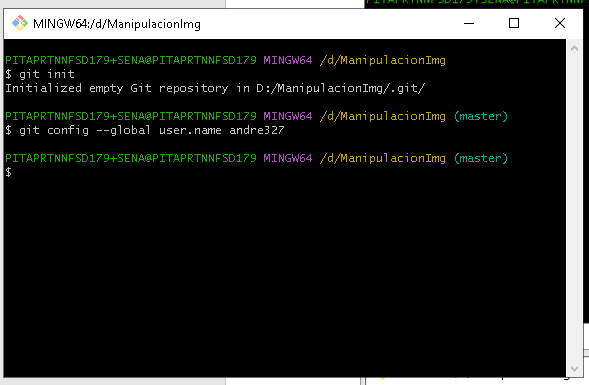 MINGW64:/d/ManipulacionImg
PITAPRTNNFSD179+SENA@PITAPRTNNFSD179 MINGW64 /d/ManipulacionImg
$ git init
Initialized empty Git repository in D:/ManipulacionImg/.git/
PITAPRTNNFSD179+SENA@PITAPRTNNFSD179 MINGW64 /d/ManipulacionImg (master)
$ git config --global user.name andre327
PITAPRTNNFSD179+SENA@PITAPRTNNFSD179 MINGW64 /d/ManipulacionImg (master)
$